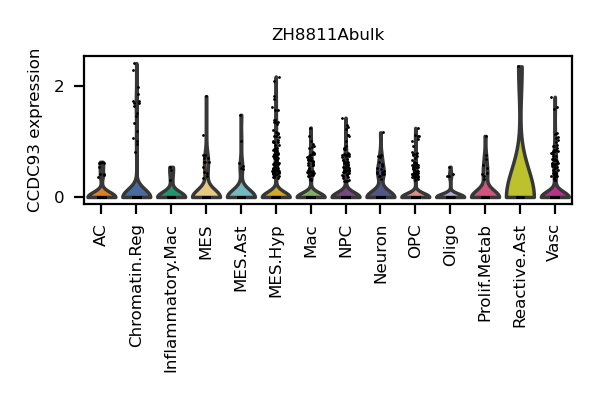 ZH8811Abulk
CCDC93 expression
2
0
AC
Chromatin.Reg
Inflammatory.Mac
MES
MES.Ast
MES.Hyp
Mac
NPC
Neuron
OPC
Oligo
Prolif.Metab
Reactive.Ast
Vasc